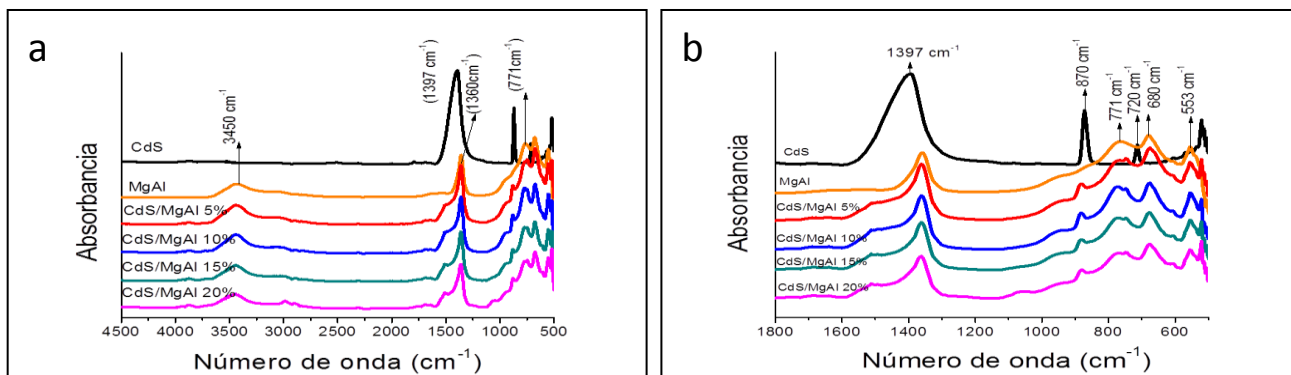 a
3450 cm-1
(1397 cm-1)
(1360cm-1)
(771cm-1)
CdS
MgAl
CdS/MgAl 5%
CdS/MgAl 10%
CdS/MgAl 15%
CdS/MgAl 20%
Absorbancia
4500 3500 3000 2500 2000 1500 1000 500
Número de onda (cm-1)
b
1397 cm-1
870 cm-1
771 cm-1
720 cm-1
680 cm-1
553 cm-1
CdS
MgAl
CdS/MgAl 5%
CdS/MgAl 10%
CdS/MgAl 15%
CdS/MgAl 20%
Absorbancia
1800 1600 1400 1200 1000 800 600
Número de onda (cm-1)